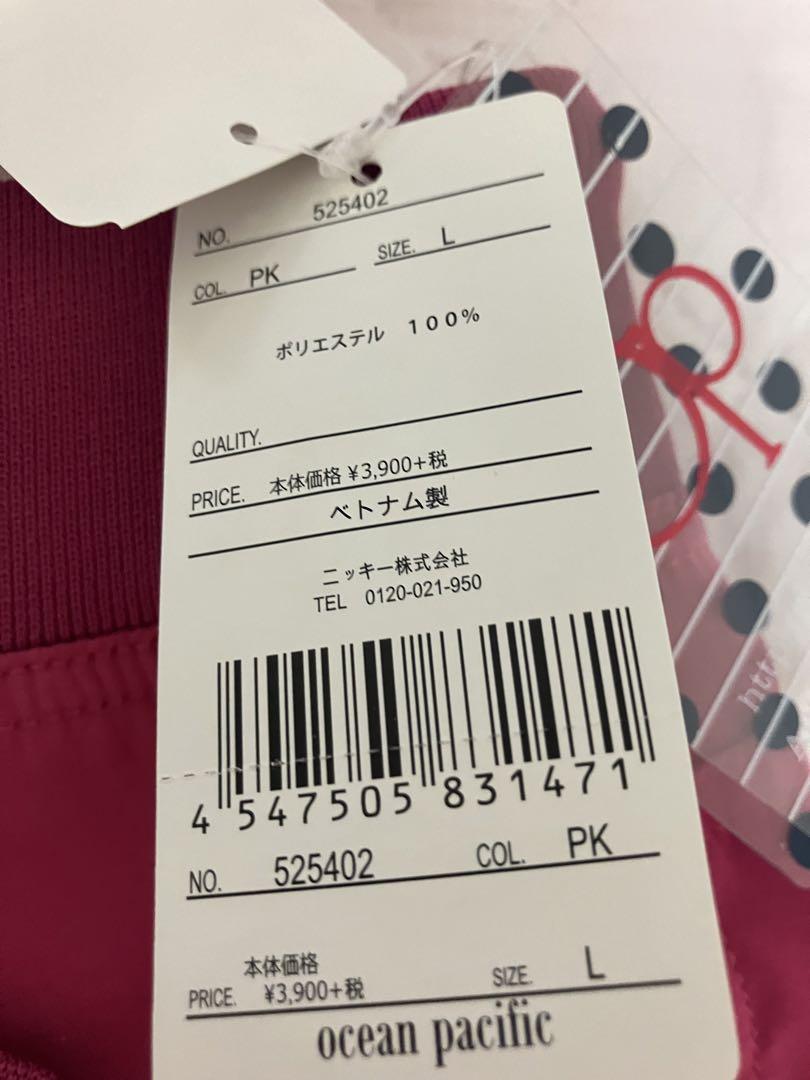 NO. 525402
COL. PK SIZE. L
ポリエステル 100%
QUALITY.
PRICE. 本体価格 ¥3,900+税
ベトナム製
ニッキー株式会社
TEL 0120-021-950
4 547505 831471
NO. 525402 COL. PK
本体価格
PRICE. ¥3,900+税 SIZE. L
ocean pacific
htt